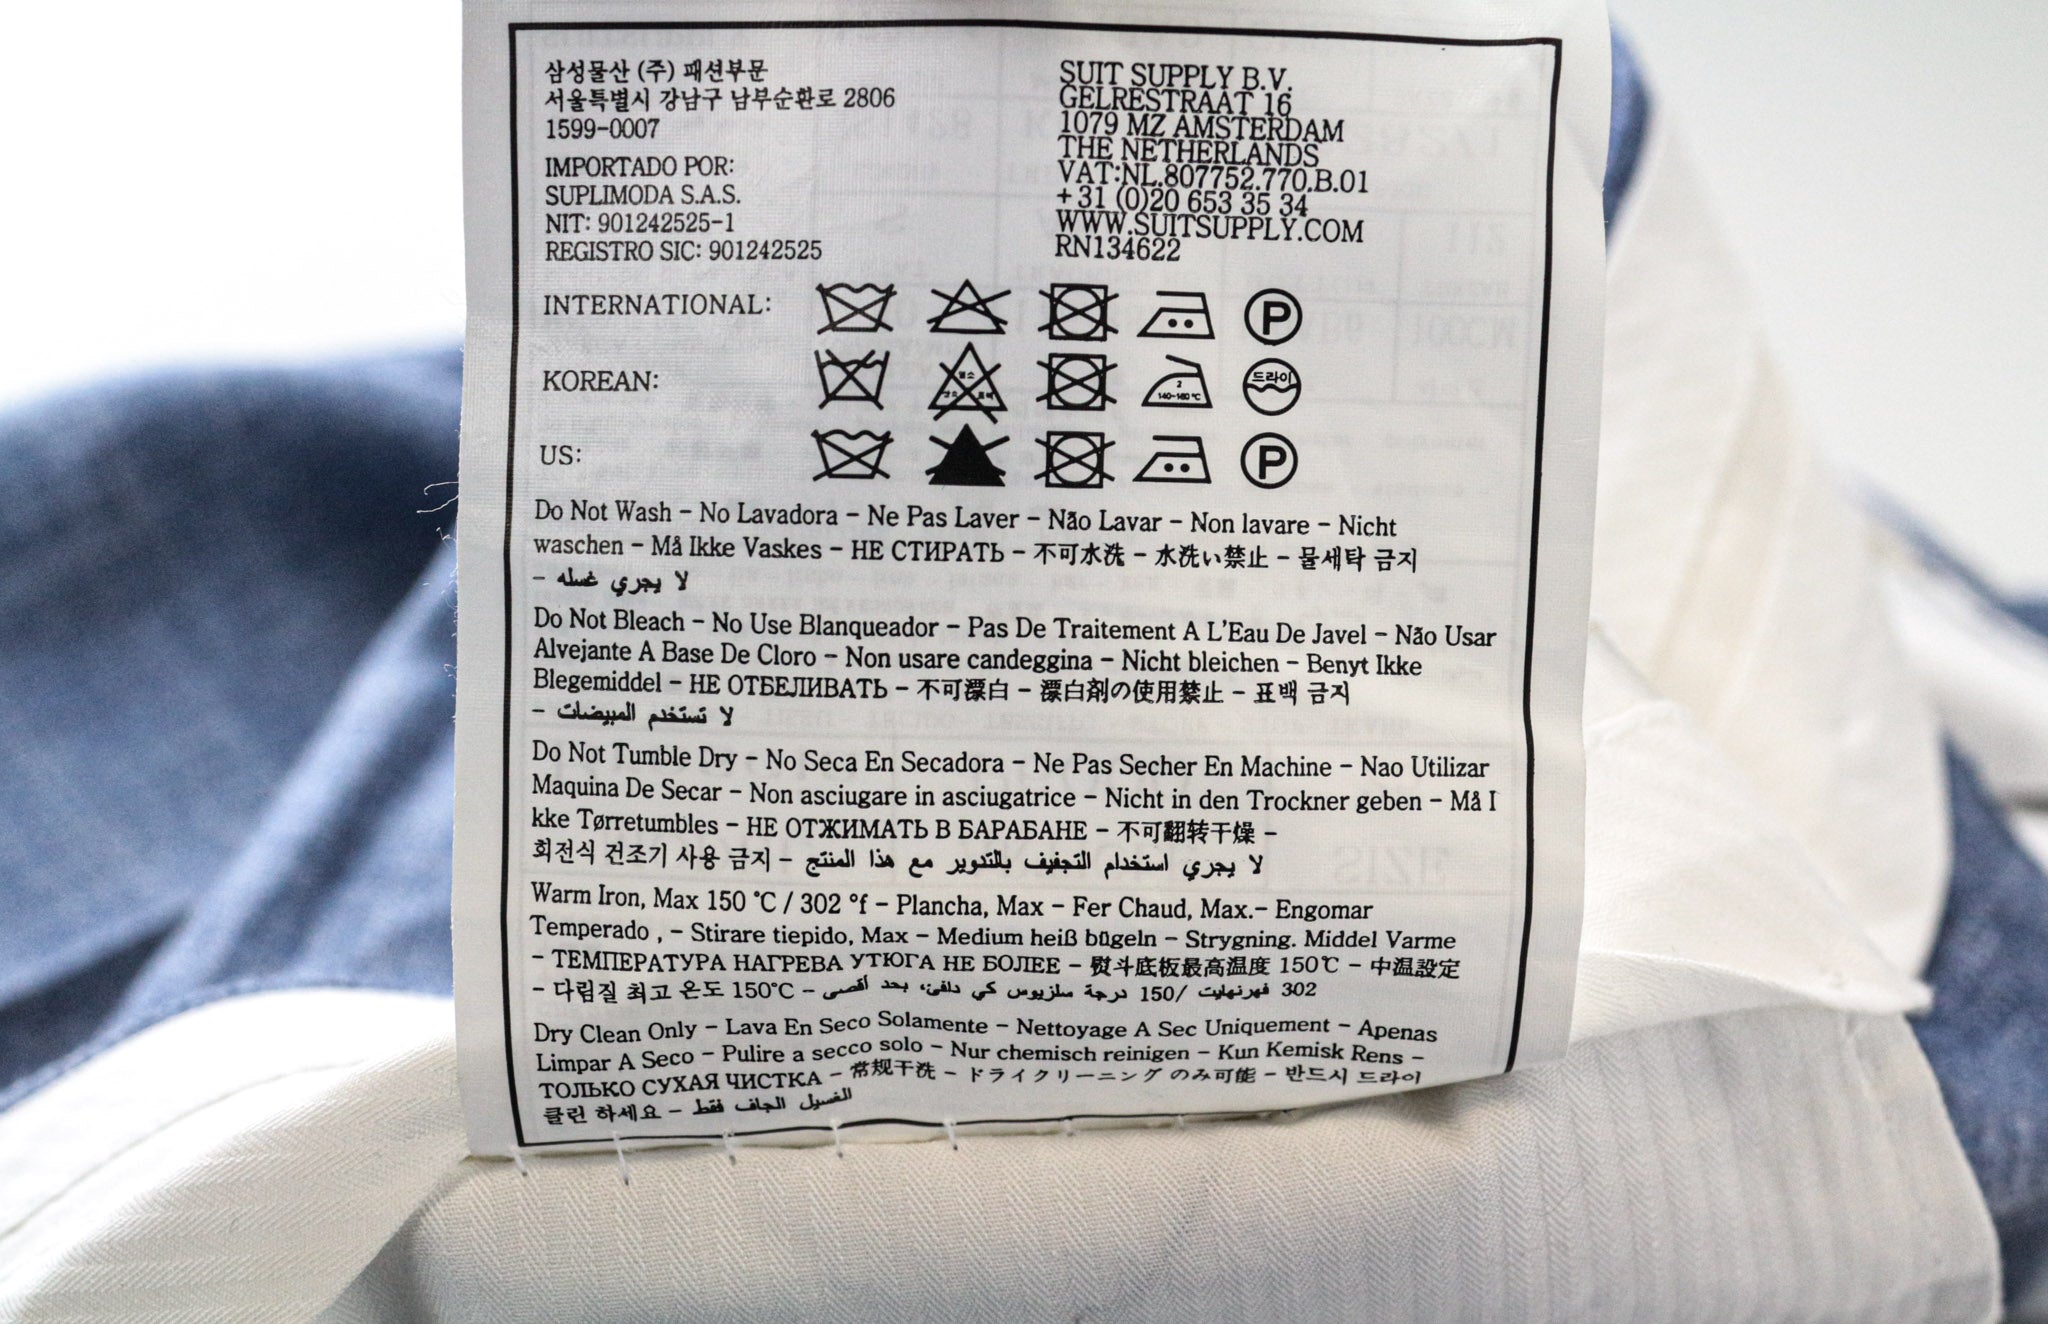 삼성물산 (주) 패션부문
서울특별시 강남구 남부순환로 2806
1599-0007
IMPORTADO POR:
SUPLIMODA S.A.S.
NIT: 901242525-1
REGISTRO SIC: 901242525
SUIT SUPPLY B.V.
GELRESTRAAT 16
1079 MZ AMSTERDAM
THE NETHERLANDS
VAT:NL.807752.770.B.01
+31 (0)20 653 35 34
WWW.SUITSUPPLY.COM
RN134622
INTERNATIONAL: P
KOREAN: 2 140~160 °C 드라이
US: P
Do Not Wash - No Lavadora - Ne Pas Laver - Não Lavar - Non lavare - Nicht
waschen - Må Ikke Vaskes - НЕ СТИРАТЬ - 不可水洗 - 水洗い禁止 - 물세탁 금지
- لا يجري غسله
Do Not Bleach - No Use Blanqueador - Pas De Traitement A L'Eau De Javel - Não Usar
Alvejante A Base De Cloro - Non usare candeggina - Nicht bleichen - Benyt Ikke
Blegemiddel - НЕ ОТБЕЛИВАТЬ - 不可漂白 - 漂白剤の使用禁止 - 표백 금지
- لا تستخدم المبيضات
Do Not Tumble Dry - No Seca En Secadora - Ne Pas Secher En Machine - Nao Utilizar
Maquina De Secar - Non asciugare in asciugatrice - Nicht in den Trockner geben - Må I
kke Tørretumbles - НЕ ОТЖИМАТЬ В БАРАБАНЕ - 不可翻转干燥 -
회전식 건조기 사용 금지 - لا يجري استخدام التجفيف بالتدوير مع هذا المنتج
Warm Iron, Max 150 °C / 302 °f - Plancha, Max - Fer Chaud, Max.- Engomar
Temperado , - Stirare tiepido, Max - Medium heiß bügeln - Strygning. Middel Varme
- ТЕМПЕРАТУРА НАГРЕВА УТЮГА НЕ БОЛЕЕ - 熨斗底板最高温度 150℃ - 中温設定
- 다림질 최고 온도 150°C - 302 فهرنهايت /150 درجة سلزيوس كي دافئ، بحد أقصى
Dry Clean Only - Lava En Seco Solamente - Nettoyage A Sec Uniquement - Apenas
Limpar A Seco - Pulire a secco solo - Nur chemisch reinigen - Kun Kemisk Rens -
ТОЛЬКО СУХАЯ ЧИСТКА - 常规干洗 - ドライクリーニング のみ可能 - 반드시 드라이
클린 하세요 - الغسيل الجاف فقط